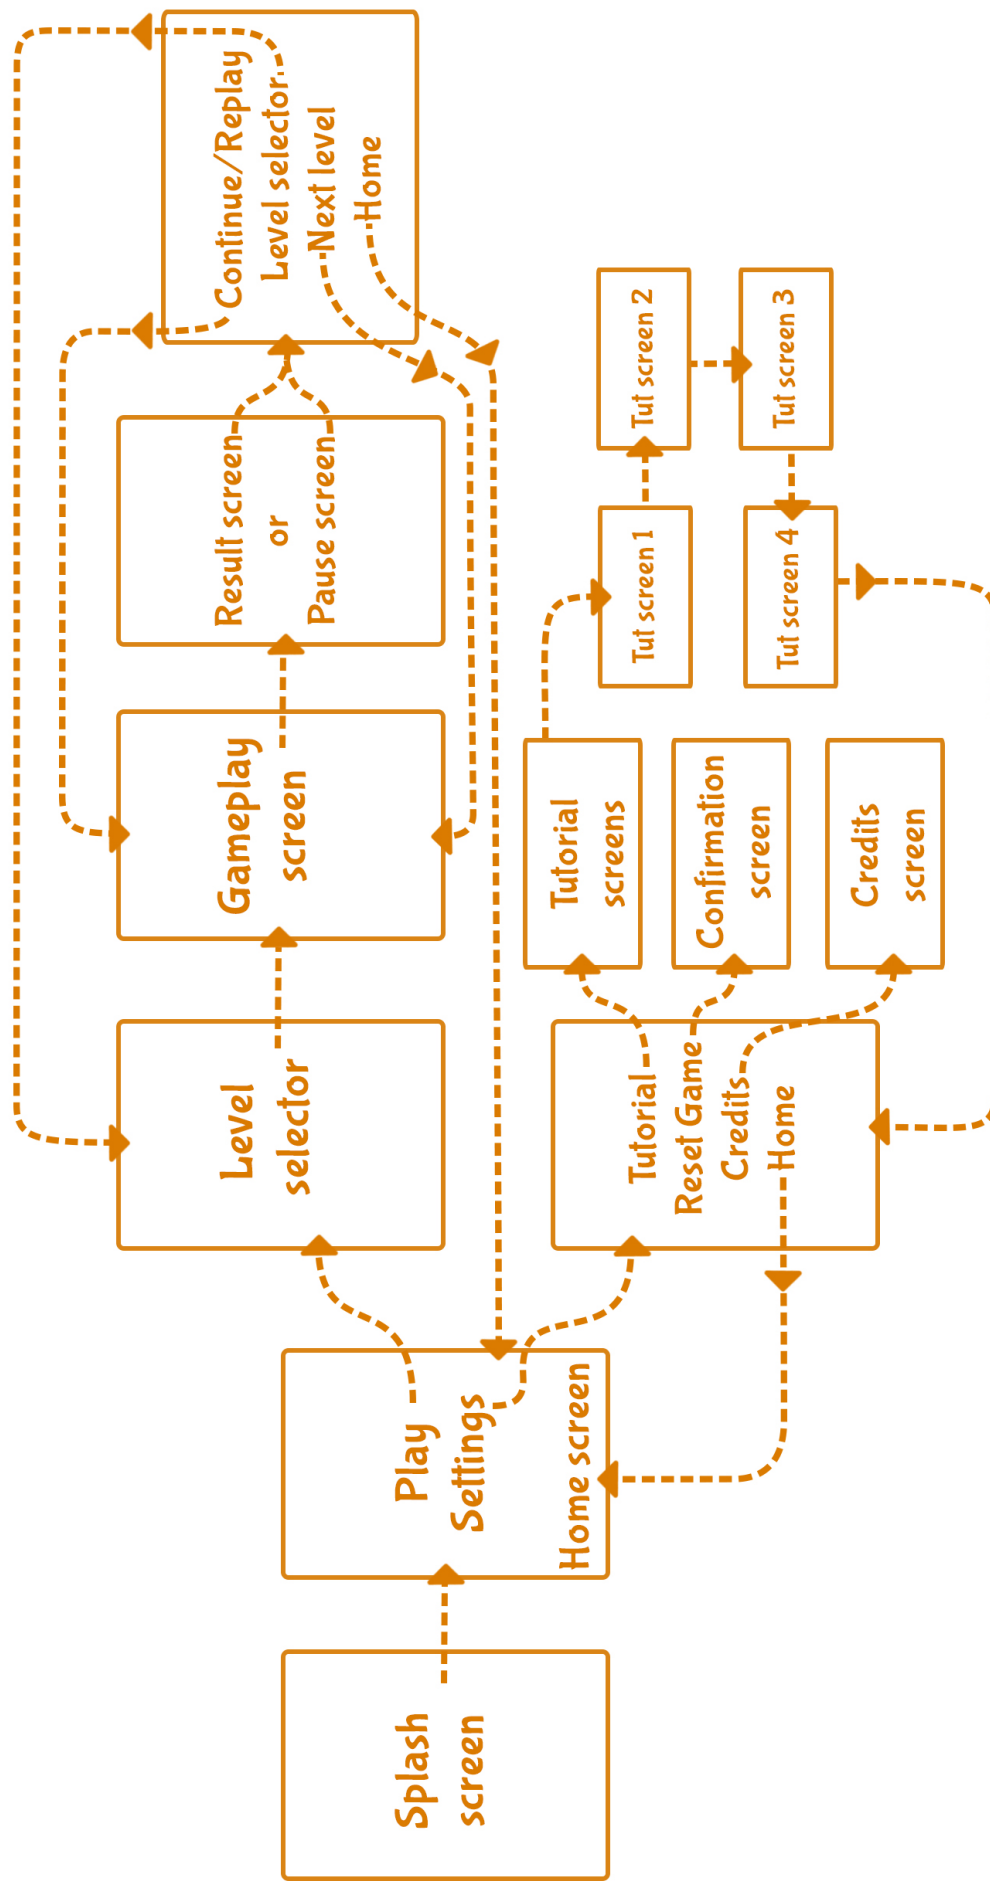 Splash
screen
Play
Settings
Home screen
Level
selector
Gameplay
screen
Result screen
or
Pause screen
Continue/Replay
Level selector
Next level
Home
Tutorial
Reset Game
Credits
Home
Tutorial
screens
Confirmation
screen
Credits
screen
Tut screen 1
Tut screen 2
Tut screen 3
Tut screen 4